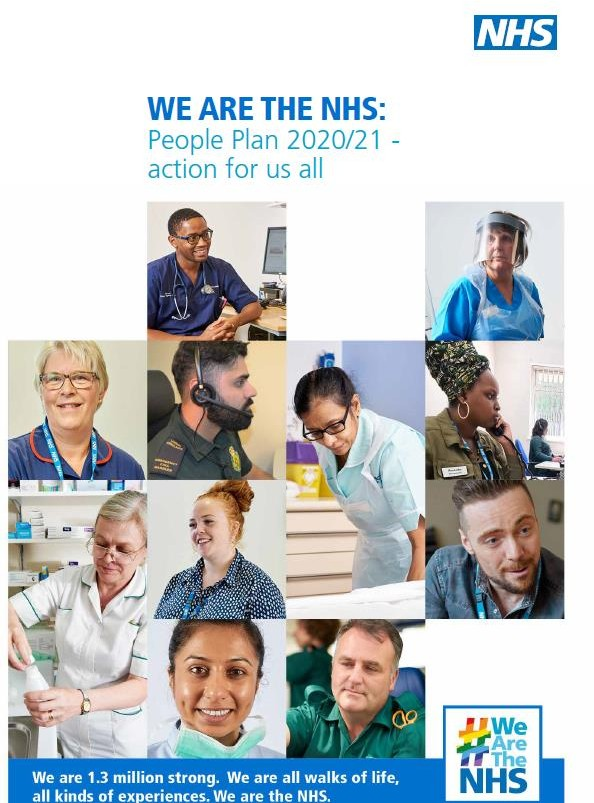 NHS
WE ARE THE NHS:
People Plan 2020/21 -
action for us all
#We
Are
The
NHS
We are 1.3 million strong.  We are all walks of life,
all kinds of experiences. We are the NHS.